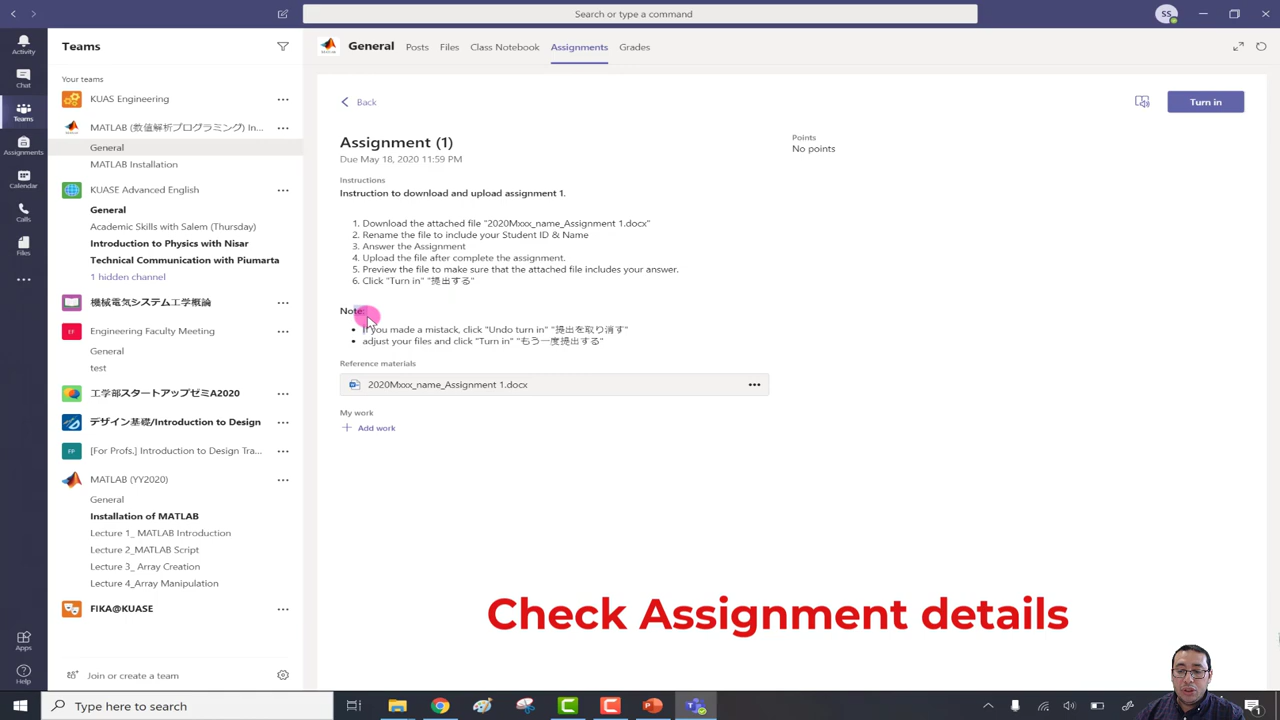 Search or type a command
SS
Activity
Chat
Teams
Assignments
Calendar
Calls
Files
Apps
Help
Teams
Your teams
KUAS Engineering
MATLAB (数値解析プログラミング) In...
General
MATLAB Installation
KUASE Advanced English
General
Academic Skills with Salem (Thursday)
Introduction to Physics with Nisar
Technical Communication with Piumarta
1 hidden channel
機械電気システム工学概論
EF Engineering Faculty Meeting
General
test
工学部スタートアップゼミA2020
デザイン基礎/Introduction to Design
FP [For Profs.] Introduction to Design Tra...
MATLAB (YY2020)
General
Installation of MATLAB
Lecture 1_ MATLAB Introduction
Lecture 2_MATLAB Script
Lecture 3_ Array Creation
Lecture 4_Array Manipulation
FIKA@KUASE
Join or create a team
General Posts Files Class Notebook Assignments Grades
Back
Turn in
Assignment (1)
Due May 18, 2020 11:59 PM
Points
No points
Instructions
Instruction to download and upload assignment 1.
1. Download the attached file "2020Mxxx_name_Assignment 1.docx"
2. Rename the file to include your Student ID & Name
3. Answer the Assignment
4. Upload the file after complete the assignment.
5. Preview the file to make sure that the attached file includes your answer.
6. Click "Turn in" "提出する"
Note:
If you made a mistack, click "Undo turn in" "提出を取り消す"
adjust your files and click "Turn in" "もう一度提出する"
Reference materials
2020Mxxx_name_Assignment 1.docx
My work
Add work
Check Assignment details
Type here to search